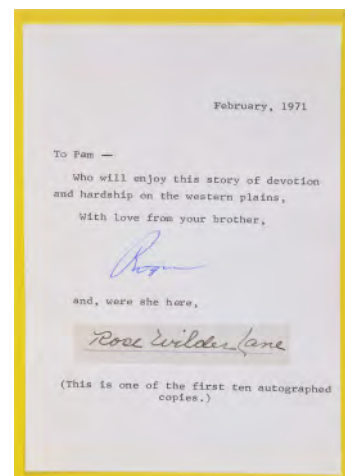 February, 1971
To Pam —
Who will enjoy this story of devotion
and hardship on the western plains,
With love from your brother,
Roger
and, were she here,
Rose Wilder Lane
(This is one of the first ten autographed
copies.)